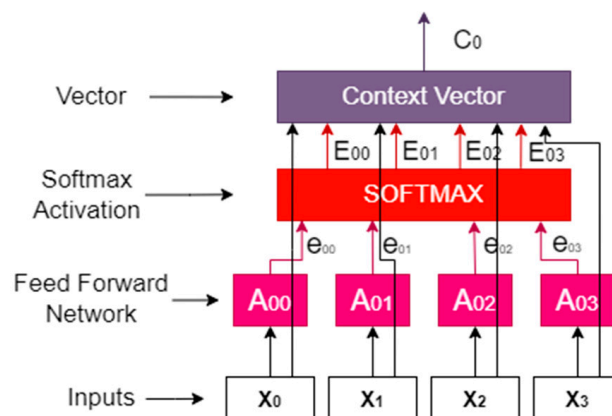 C0
Vector
Context Vector
E00 E01 E02 E03
Softmax
Activation
SOFTMAX
e00 e01 e02 e03
Feed Forward
Network
A00 A01 A02 A03
Inputs
X0 X1 X2 X3